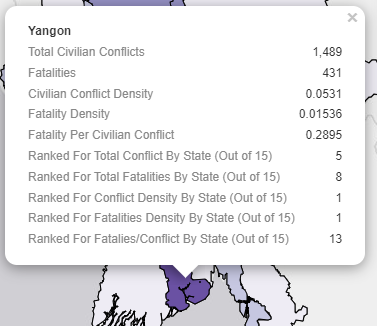 Yangon
Total Civilian Conflicts 1,489
Fatalities 431
Civilian Conflict Density 0.0531
Fatality Density 0.01536
Fatality Per Civilian Conflict 0.2895
Ranked For Total Conflict By State (Out of 15) 5
Ranked For Total Fatalities By State (Out of 15) 8
Ranked For Conflict Density By State (Out of 15) 1
Ranked For Fatalities Density By State (Out of 15) 1
Ranked For Fatalies/Conflict By State (Out of 15) 13